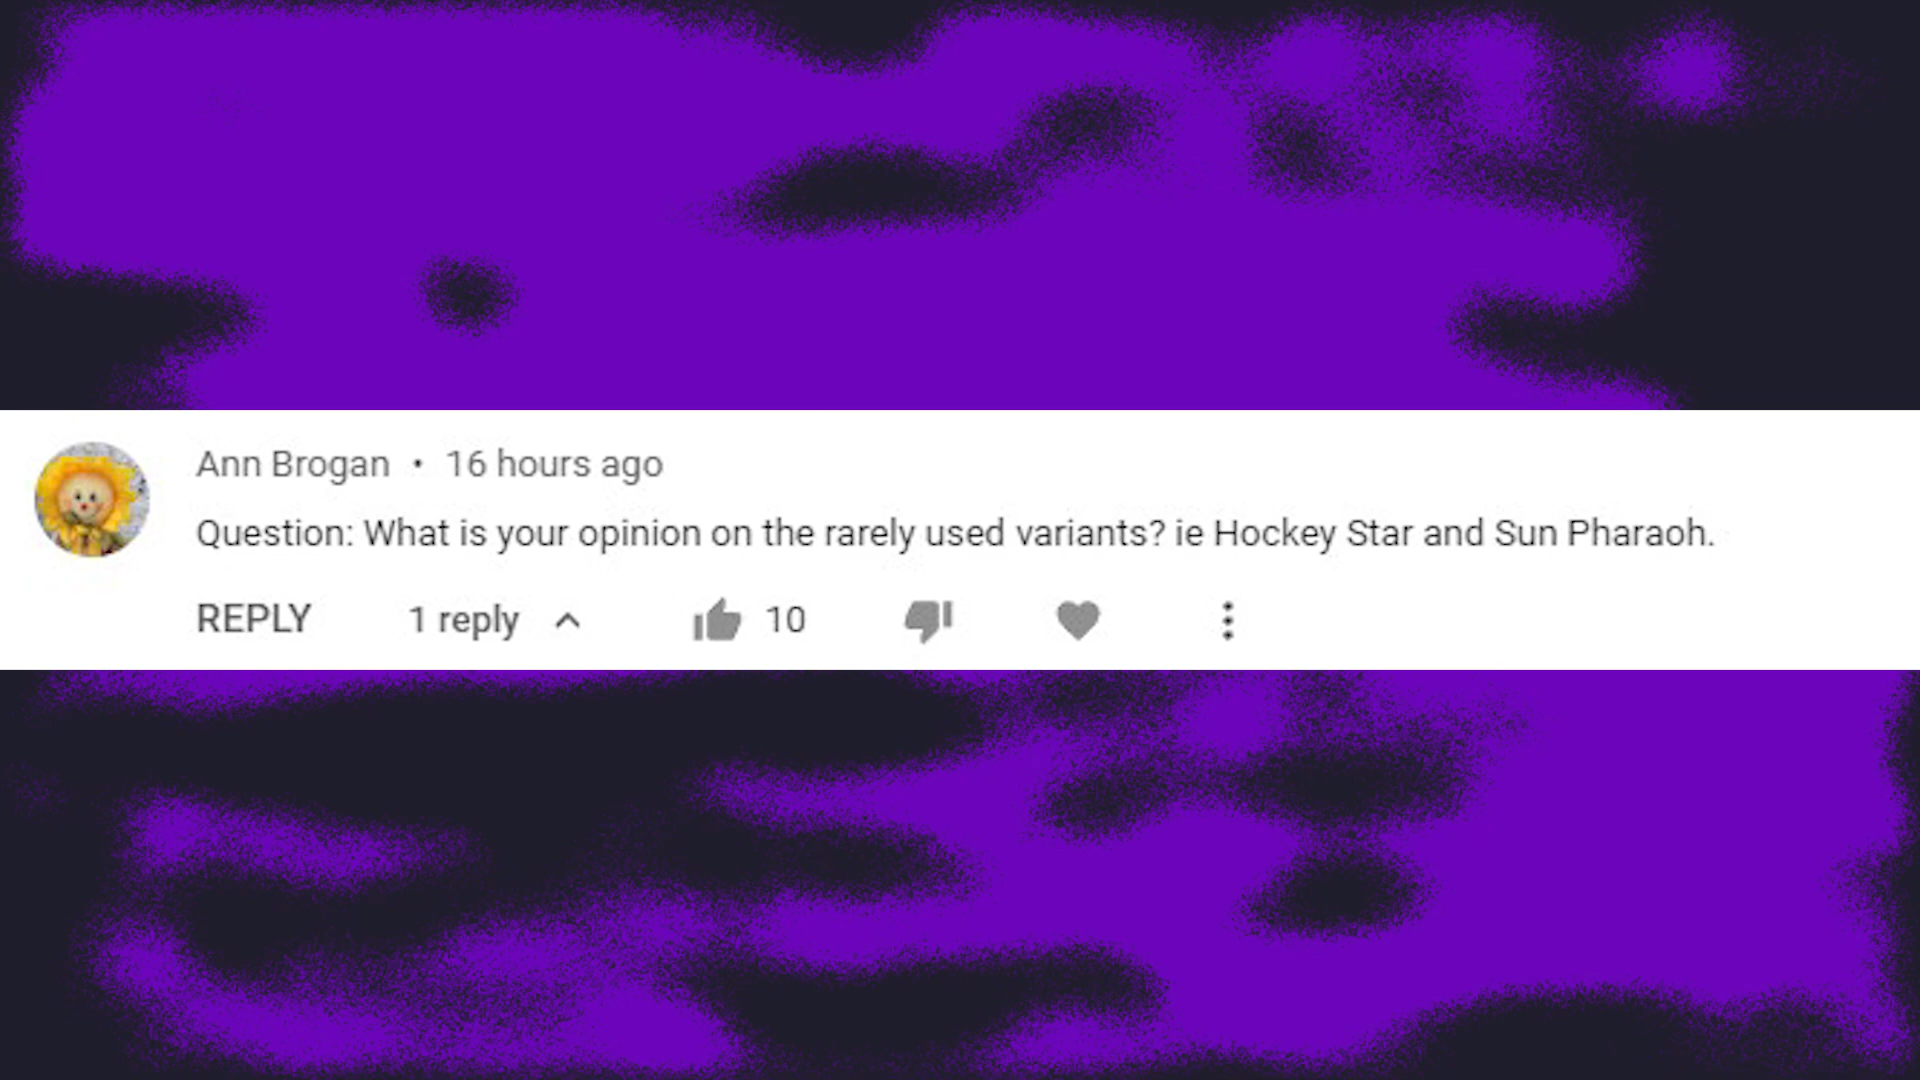 Ann Brogan • 16 hours ago
Question: What is your opinion on the rarely used variants? ie Hockey Star and Sun Pharaoh.
REPLY 1 reply 10